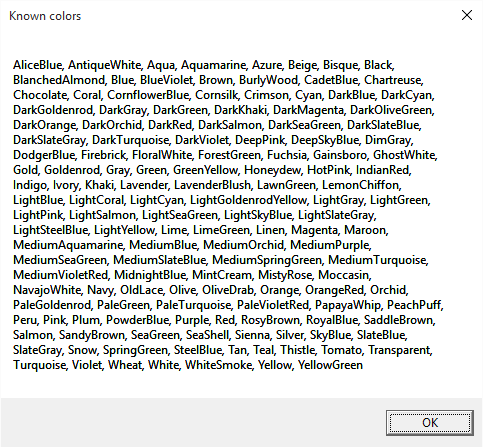 Known colors
AliceBlue, AntiqueWhite, Aqua, Aquamarine, Azure, Beige, Bisque, Black,
BlanchedAlmond, Blue, BlueViolet, Brown, BurlyWood, CadetBlue, Chartreuse,
Chocolate, Coral, CornflowerBlue, Cornsilk, Crimson, Cyan, DarkBlue, DarkCyan,
DarkGoldenrod, DarkGray, DarkGreen, DarkKhaki, DarkMagenta, DarkOliveGreen,
DarkOrange, DarkOrchid, DarkRed, DarkSalmon, DarkSeaGreen, DarkSlateBlue,
DarkSlateGray, DarkTurquoise, DarkViolet, DeepPink, DeepSkyBlue, DimGray,
DodgerBlue, Firebrick, FloralWhite, ForestGreen, Fuchsia, Gainsboro, GhostWhite,
Gold, Goldenrod, Gray, Green, GreenYellow, Honeydew, HotPink, IndianRed,
Indigo, Ivory, Khaki, Lavender, LavenderBlush, LawnGreen, LemonChiffon,
LightBlue, LightCoral, LightCyan, LightGoldenrodYellow, LightGray, LightGreen,
LightPink, LightSalmon, LightSeaGreen, LightSkyBlue, LightSlateGray,
LightSteelBlue, LightYellow, Lime, LimeGreen, Linen, Magenta, Maroon,
MediumAquamarine, MediumBlue, MediumOrchid, MediumPurple,
MediumSeaGreen, MediumSlateBlue, MediumSpringGreen, MediumTurquoise,
MediumVioletRed, MidnightBlue, MintCream, MistyRose, Moccasin,
NavajoWhite, Navy, OldLace, Olive, OliveDrab, Orange, OrangeRed, Orchid,
PaleGoldenrod, PaleGreen, PaleTurquoise, PaleVioletRed, PapayaWhip, PeachPuff,
Peru, Pink, Plum, PowderBlue, Purple, Red, RosyBrown, RoyalBlue, SaddleBrown,
Salmon, SandyBrown, SeaGreen, SeaShell, Sienna, Silver, SkyBlue, SlateBlue,
SlateGray, Snow, SpringGreen, SteelBlue, Tan, Teal, Thistle, Tomato, Transparent,
Turquoise, Violet, Wheat, White, WhiteSmoke, Yellow, YellowGreen
OK